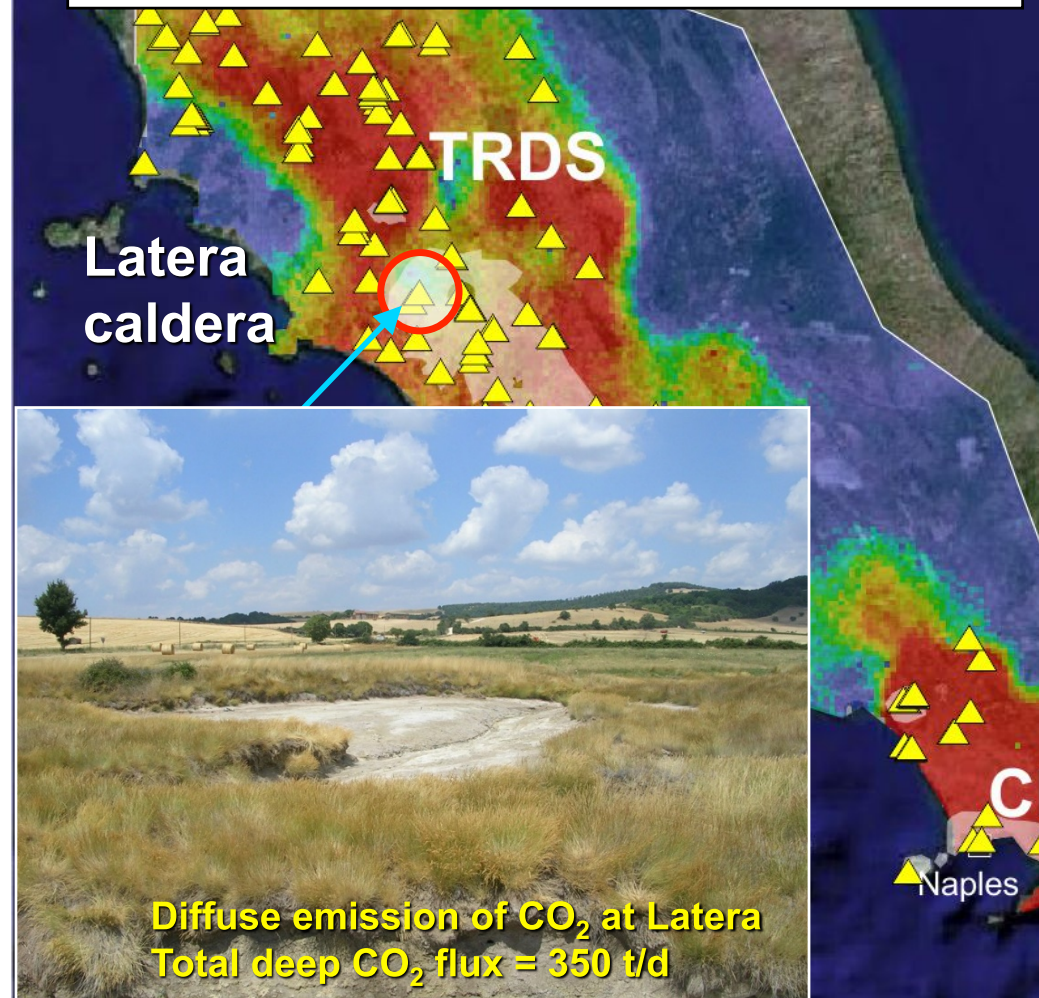 TRDS
Latera
caldera
C
Naples
Diffuse emission of CO₂ at Latera
Total deep CO₂ flux = 350 t/d